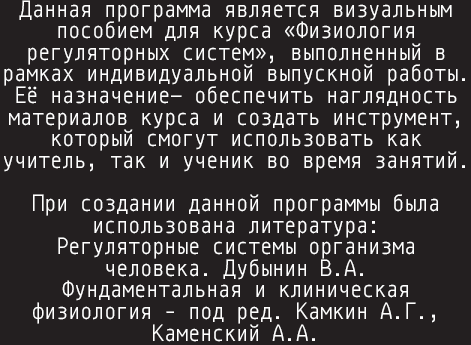 Данная программа является визуальным
пособием для курса «Физиология
регуляторных систем», выполненный в
рамках индивидуальной выпускной работы.
Её назначение— обеспечить наглядность
материалов курса и создать инструмент,
который смогут использовать как
учитель, так и ученик во время занятий.

При создании данной программы была
использована литература:
Регуляторные системы организма
человека. Дубынин В.А.
Фундаментальная и клиническая
физиология - под ред. Камкин А.Г.,
Каменский А.А.